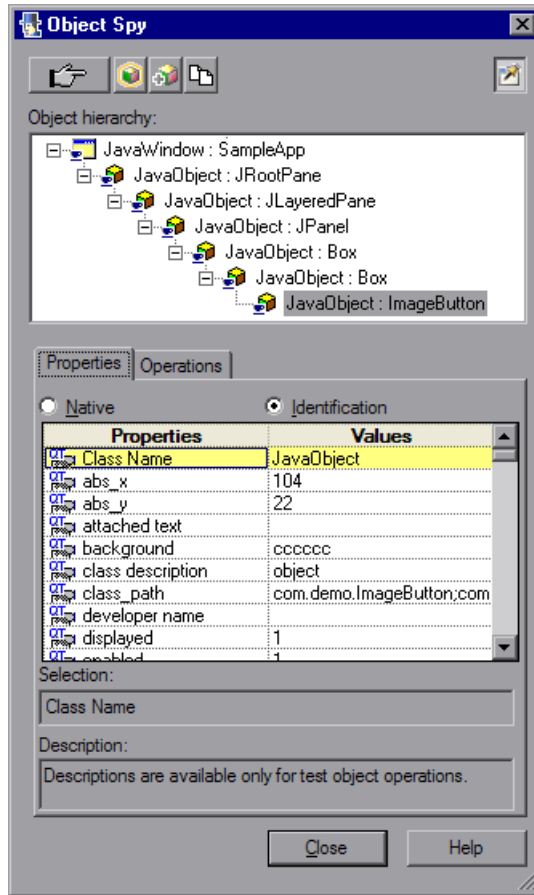 Object Spy
Object hierarchy:
JavaWindow : SampleApp
JavaObject : JRootPane
JavaObject : JLayeredPane
JavaObject : JPanel
JavaObject : Box
JavaObject : Box
JavaObject : ImageButton
Properties Operations
Native Identification
Properties Values
Class Name JavaObject
abs_x 104
abs_y 22
attached text
background cccccc
class description object
class_path com.demo.ImageButton;com
developer name
displayed 1
enabled 1
Selection:
Class Name
Description:
Descriptions are available only for test object operations.
Close Help